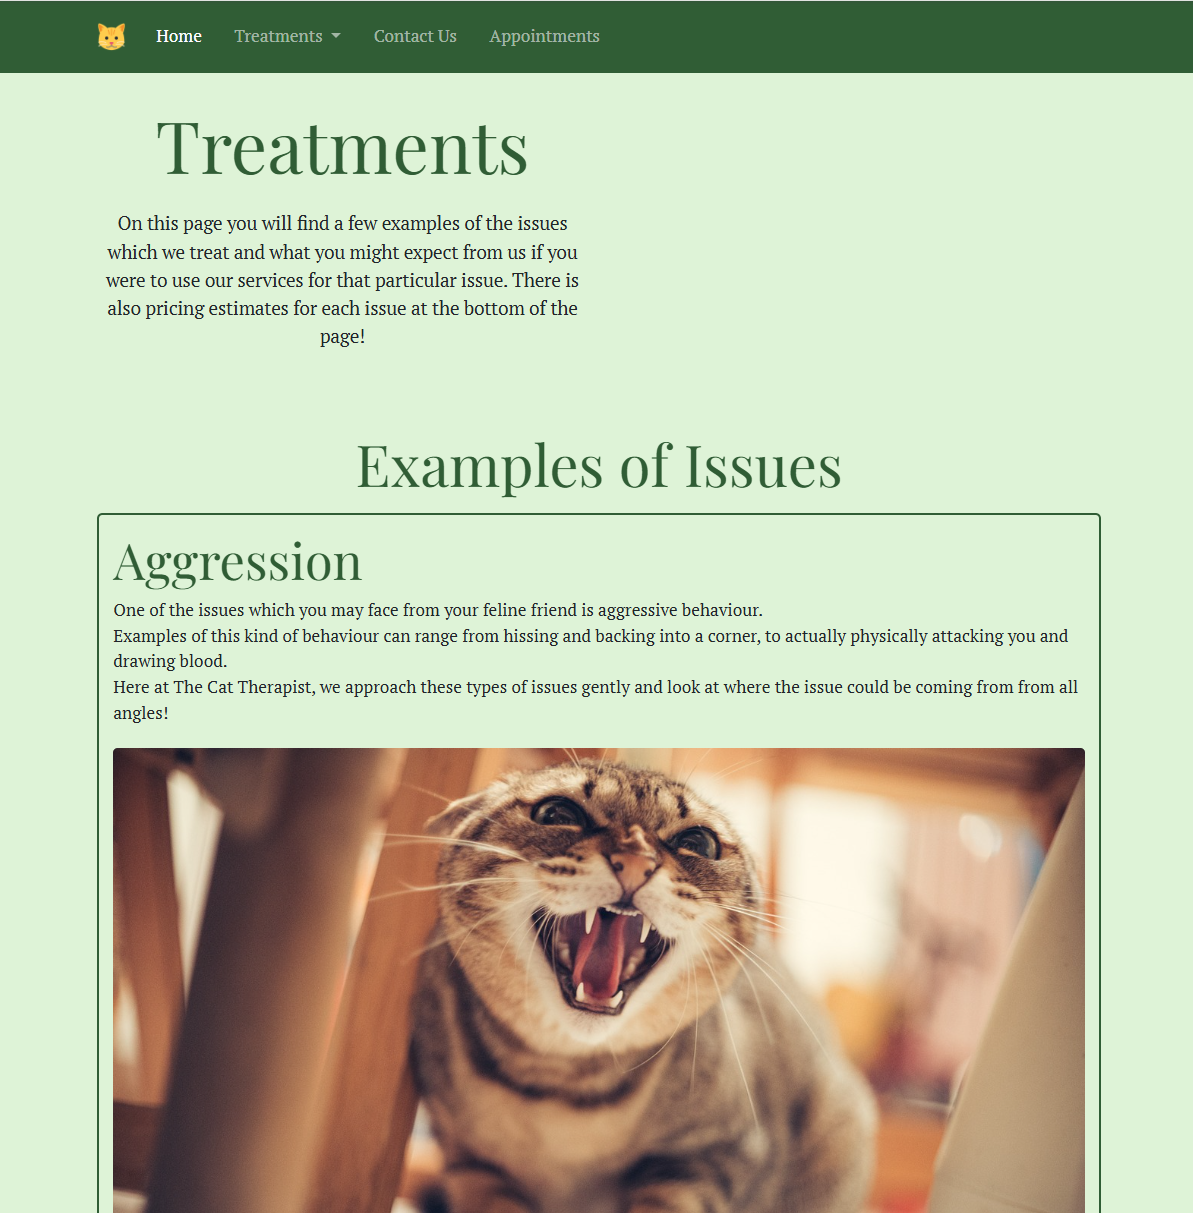 Home Treatments Contact Us Appointments
Treatments
On this page you will find a few examples of the issues
which we treat and what you might expect from us if you
were to use our services for that particular issue. There is
also pricing estimates for each issue at the bottom of the
page!
Examples of Issues
Aggression
One of the issues which you may face from your feline friend is aggressive behaviour.
Examples of this kind of behaviour can range from hissing and backing into a corner, to actually physically attacking you and
drawing blood.
Here at The Cat Therapist, we approach these types of issues gently and look at where the issue could be coming from from all
angles!